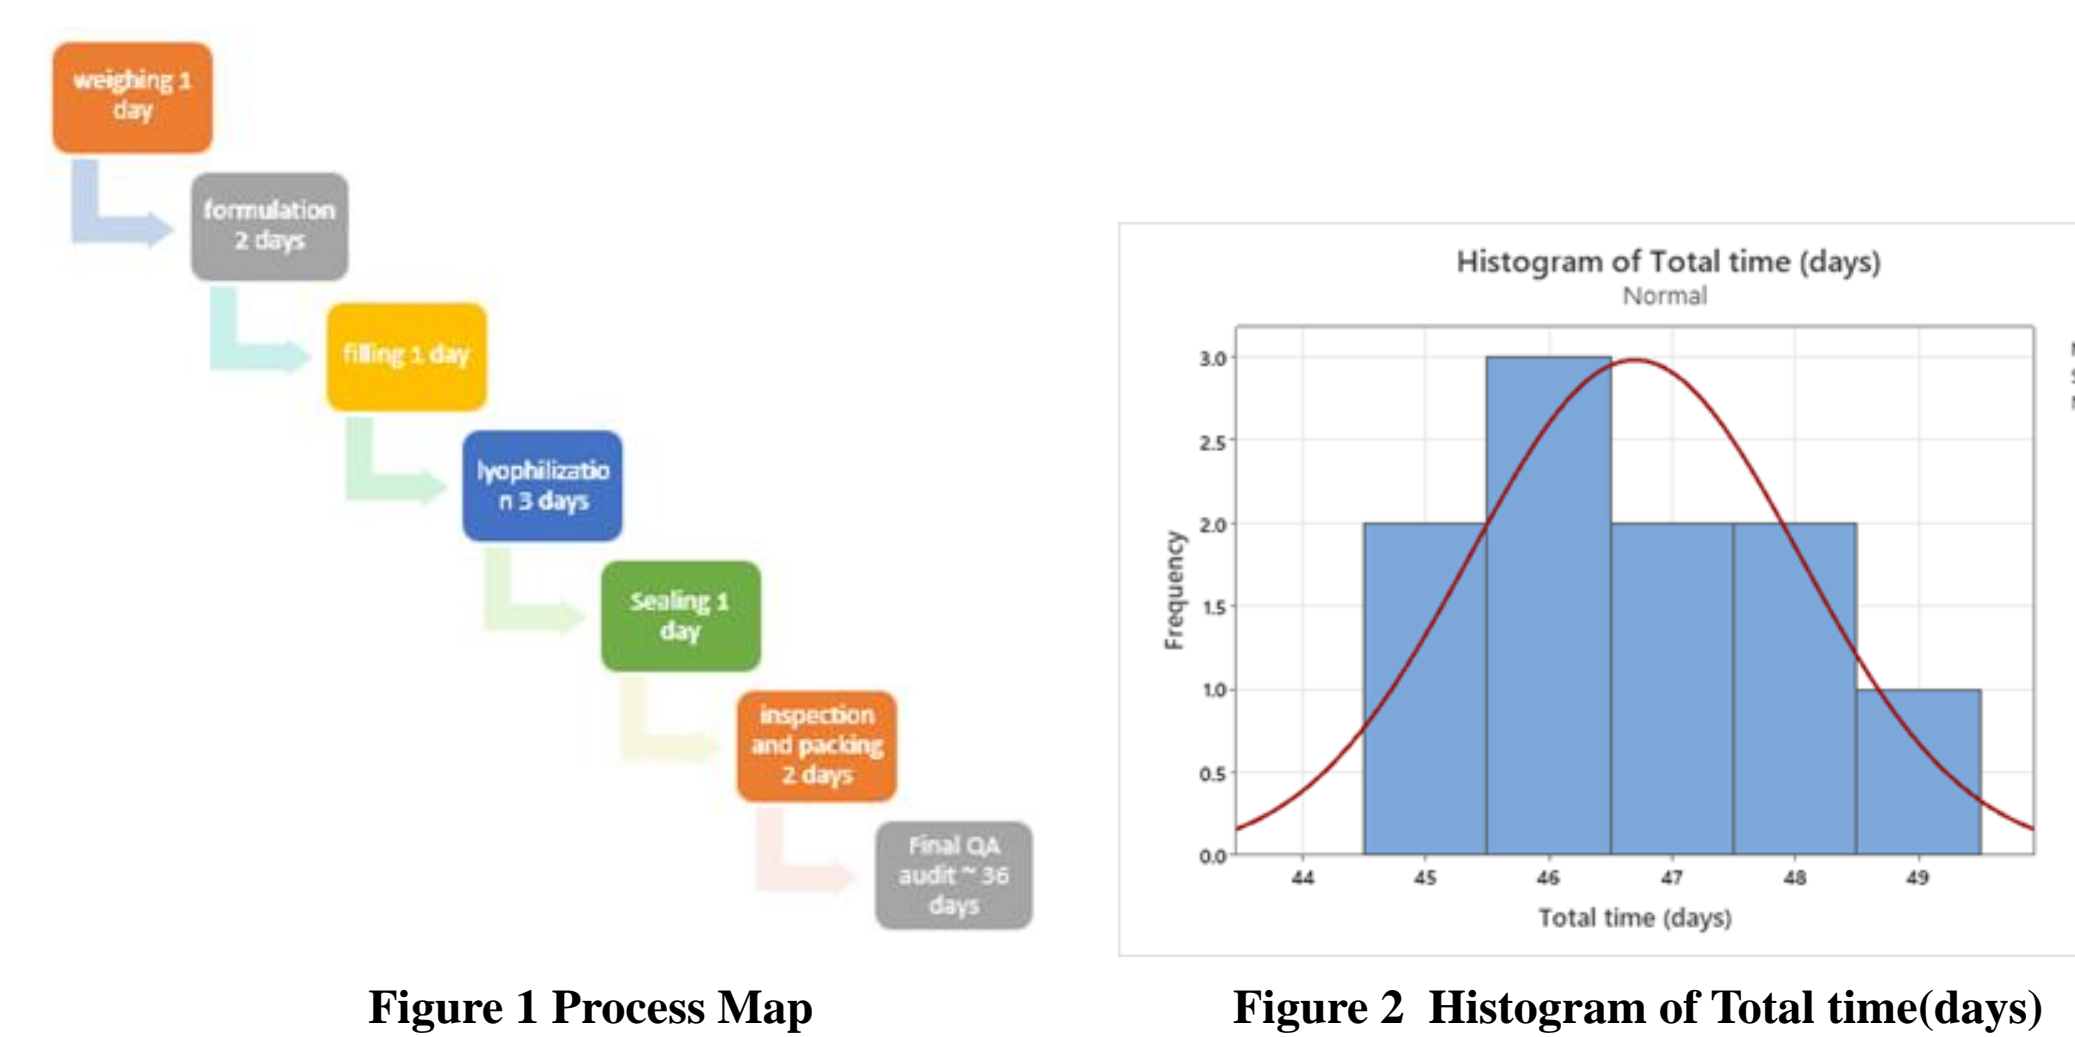 weighing 1
day
formulation
2 days
filling 1 day
lyophilizatio
n 3 days
Sealing 1
day
inspection
and packing
2 days
Final QA
audit ~ 36
days
Figure 1 Process Map
Histogram of Total time (days)
Normal
3.0
2.5
2.0
1.5
1.0
0.5
0.0
Frequency
44 45 46 47 48 49
Total time (days)
Figure 2 Histogram of Total time(days)